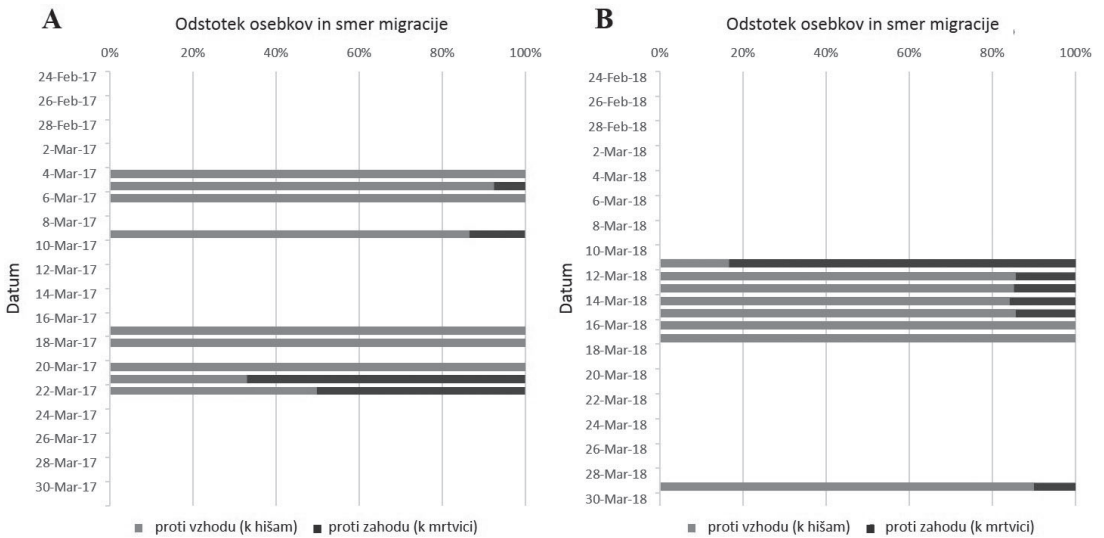 A
Odstotek osebkov in smer migracije
0% 20% 40% 60% 80% 100%
Datum
24-Feb-17
26-Feb-17
28-Feb-17
2-Mar-17
4-Mar-17
6-Mar-17
8-Mar-17
10-Mar-17
12-Mar-17
14-Mar-17
16-Mar-17
18-Mar-17
20-Mar-17
22-Mar-17
24-Mar-17
26-Mar-17
28-Mar-17
30-Mar-17
proti vzhodu (k hišam) proti zahodu (k mrtvici)
B
Odstotek osebkov in smer migracije
0% 20% 40% 60% 80% 100%
Datum
24-Feb-18
26-Feb-18
28-Feb-18
2-Mar-18
4-Mar-18
6-Mar-18
8-Mar-18
10-Mar-18
12-Mar-18
14-Mar-18
16-Mar-18
18-Mar-18
20-Mar-18
22-Mar-18
24-Mar-18
26-Mar-18
28-Mar-18
30-Mar-18
proti vzhodu (k hišam) proti zahodu (k mrtvici)